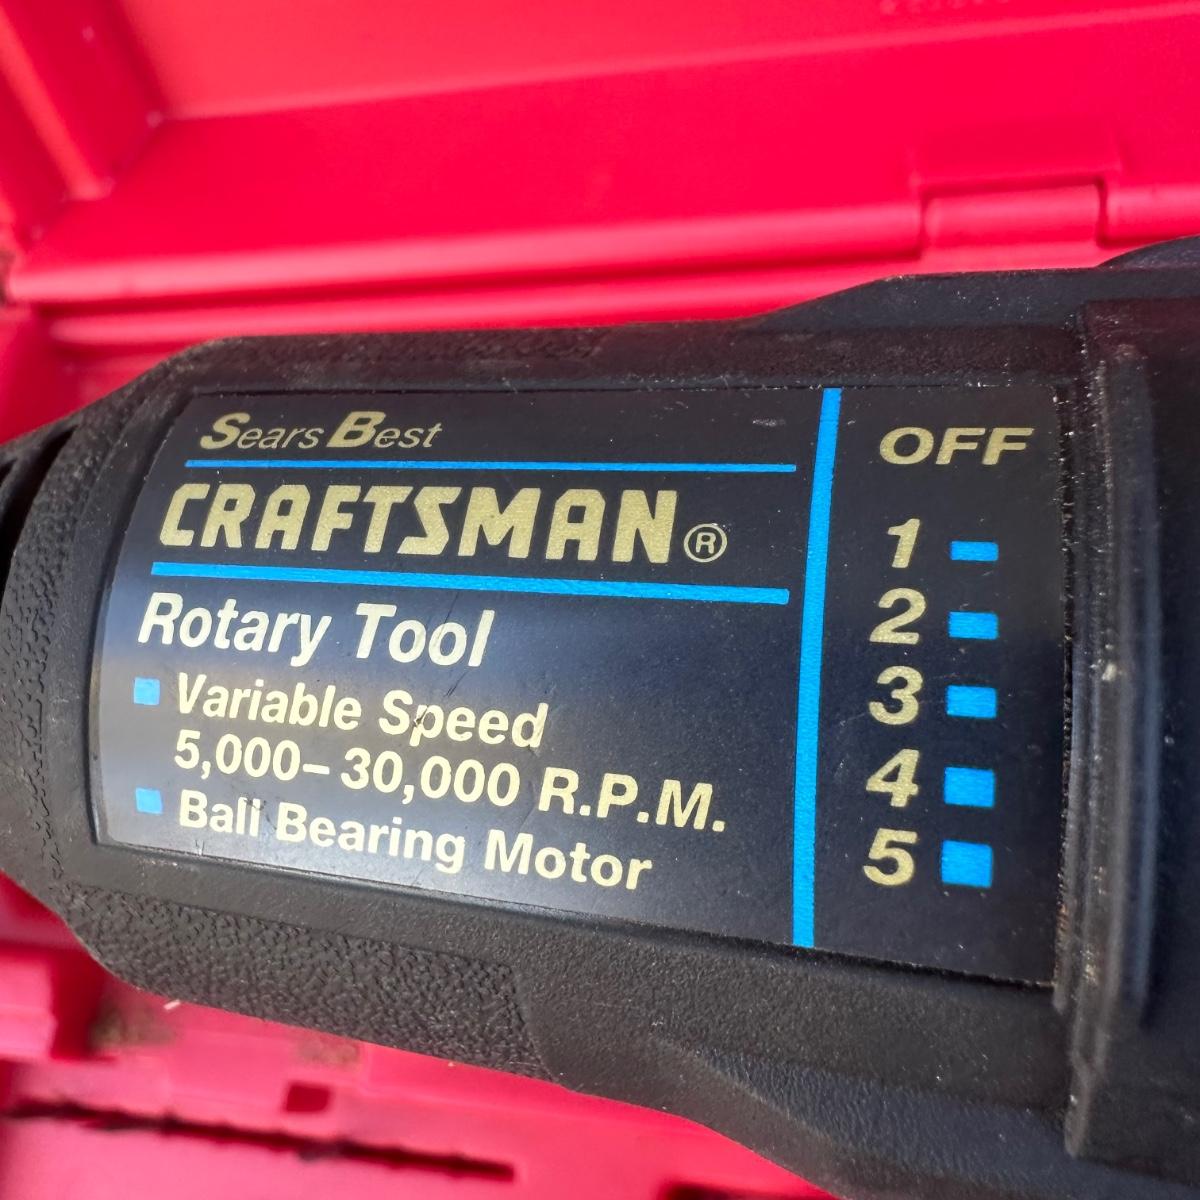 Sears Best
CRAFTSMAN®
Rotary Tool
Variable Speed
5,000–30,000 R.P.M.
Ball Bearing Motor
OFF
1
2
3
4
5